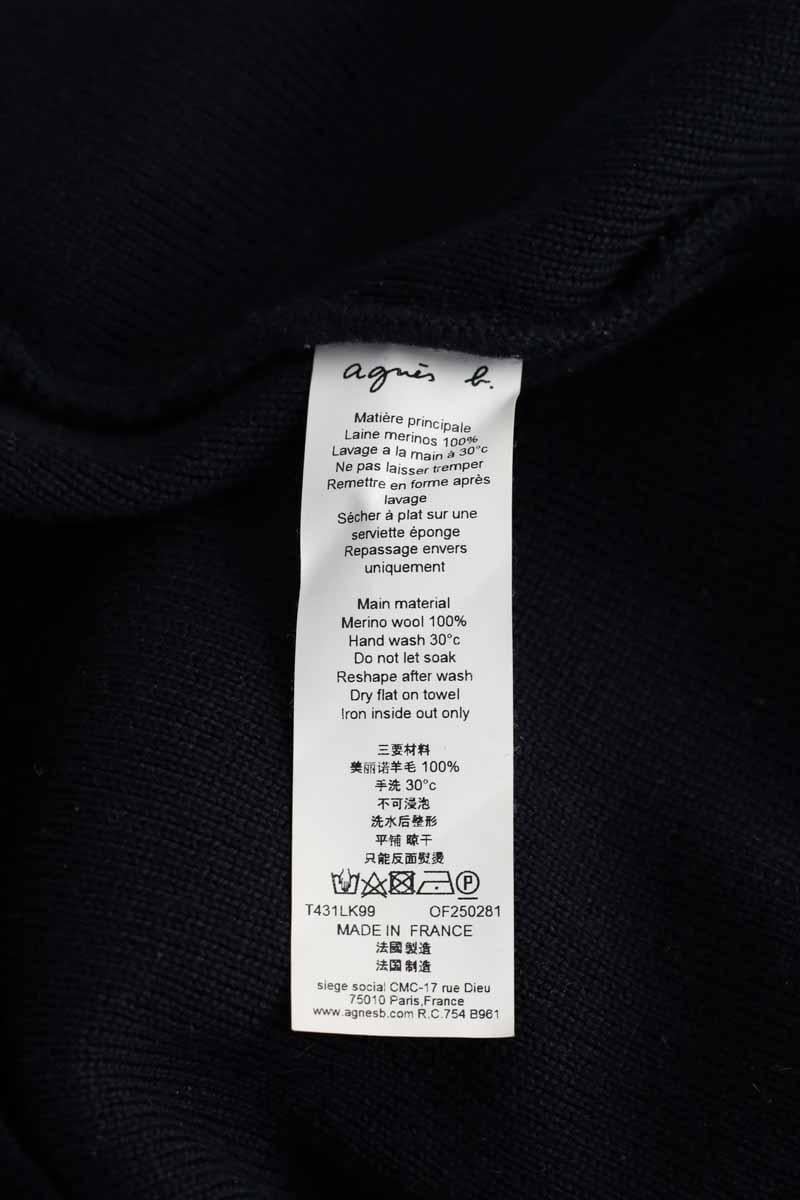 agnès b.
Matière principale
Laine merinos 100%
Lavage a la main à 30°c
Ne pas laisser tremper
Remettre en forme après
lavage
Sécher à plat sur une
serviette éponge
Repassage envers
uniquement
Main material
Merino wool 100%
Hand wash 30°c
Do not let soak
Reshape after wash
Dry flat on towel
Iron inside out only
三要材料
美丽诺羊毛 100%
手洗 30°c
不可浸泡
洗水后整形
平铺 晾干
只能反面熨烫
P
T431LK99 OF250281
MADE IN FRANCE
法國製造
法国制造
siege social CMC-17 rue Dieu
75010 Paris,France
www.agnesb.com R.C.754 B961